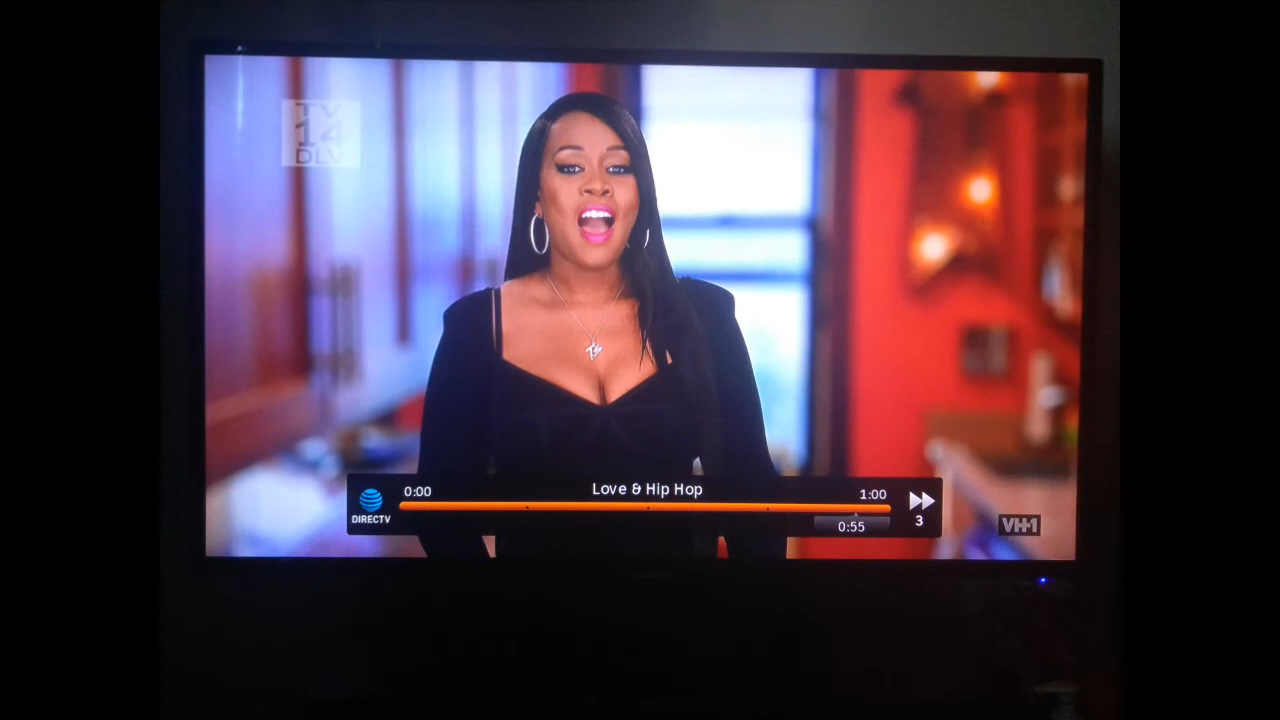 TV
14
DLV
0:00
Love & Hip Hop
1:00
DIRECTV
0:55
3
VH1